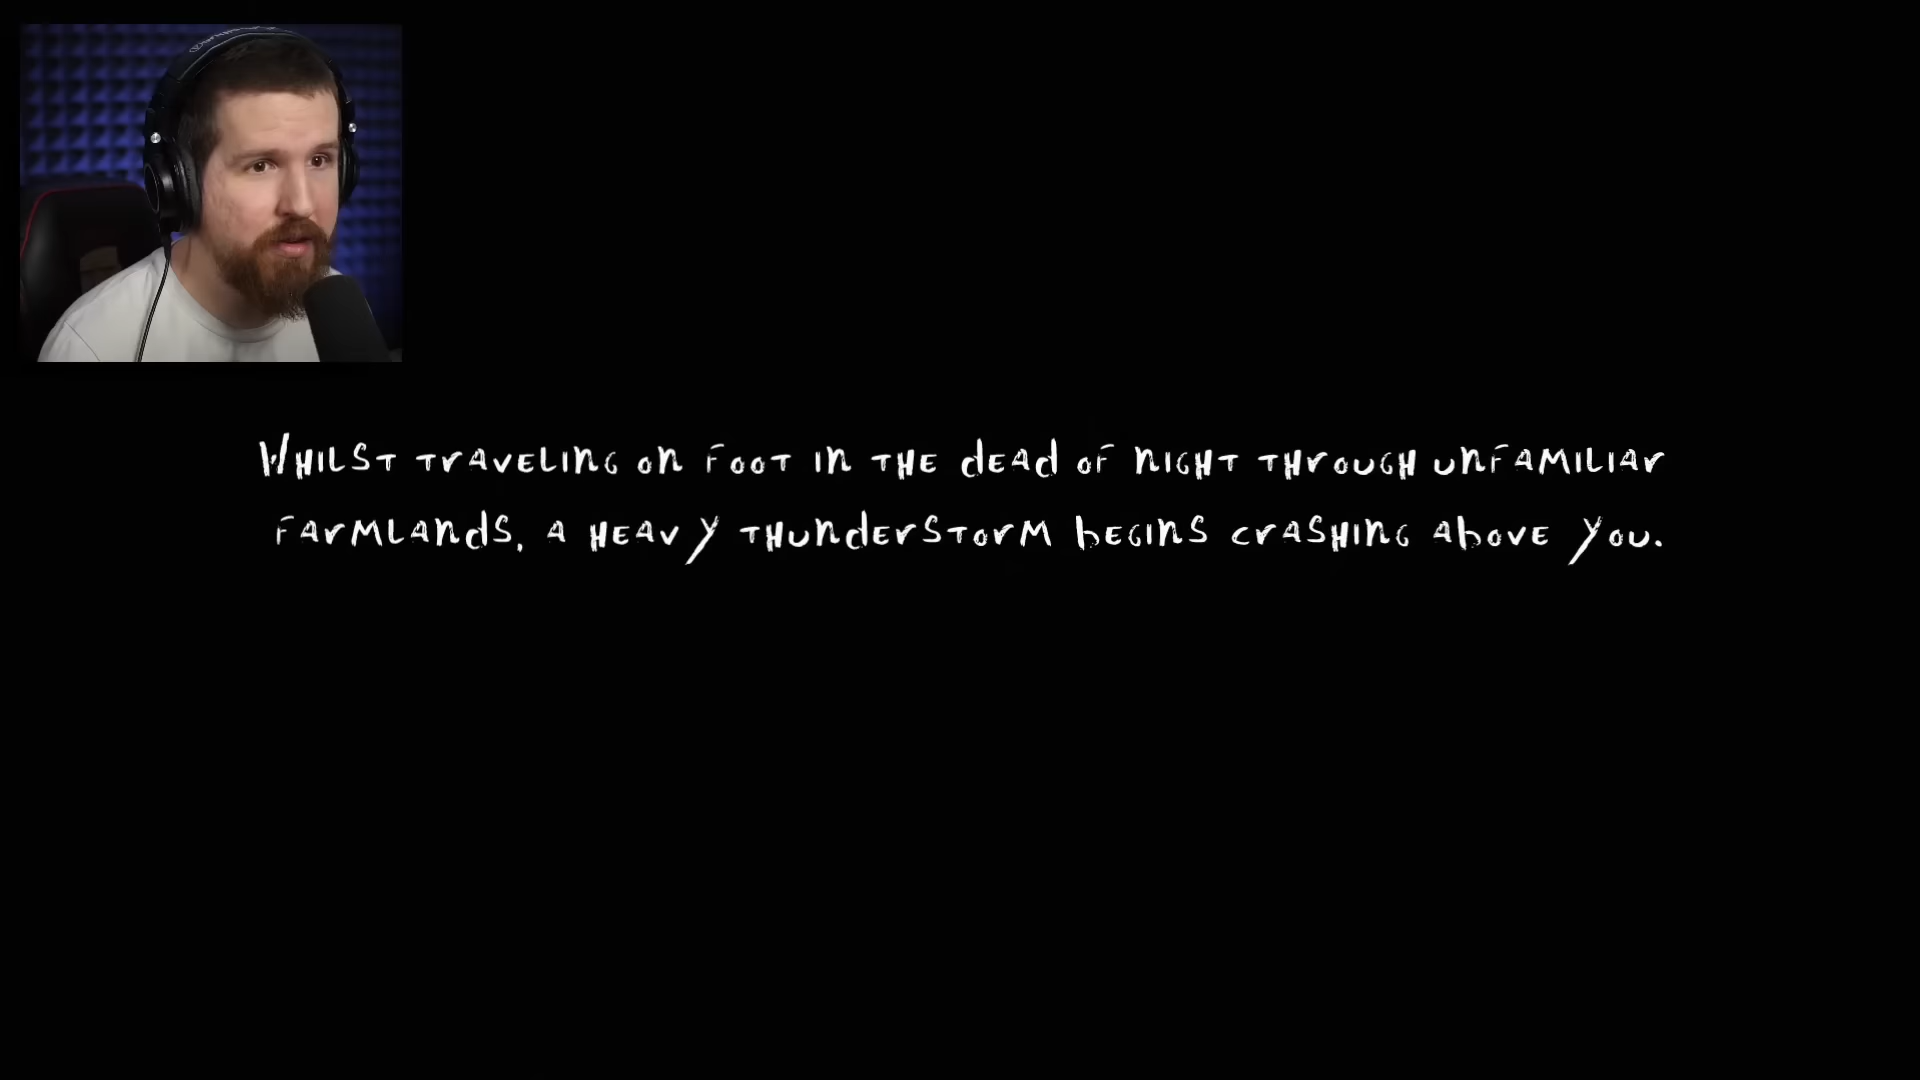 Whilst traveling on foot in the dead of night through unfamiliar
farmlands, a heavy thunderstorm begins crashing above you.